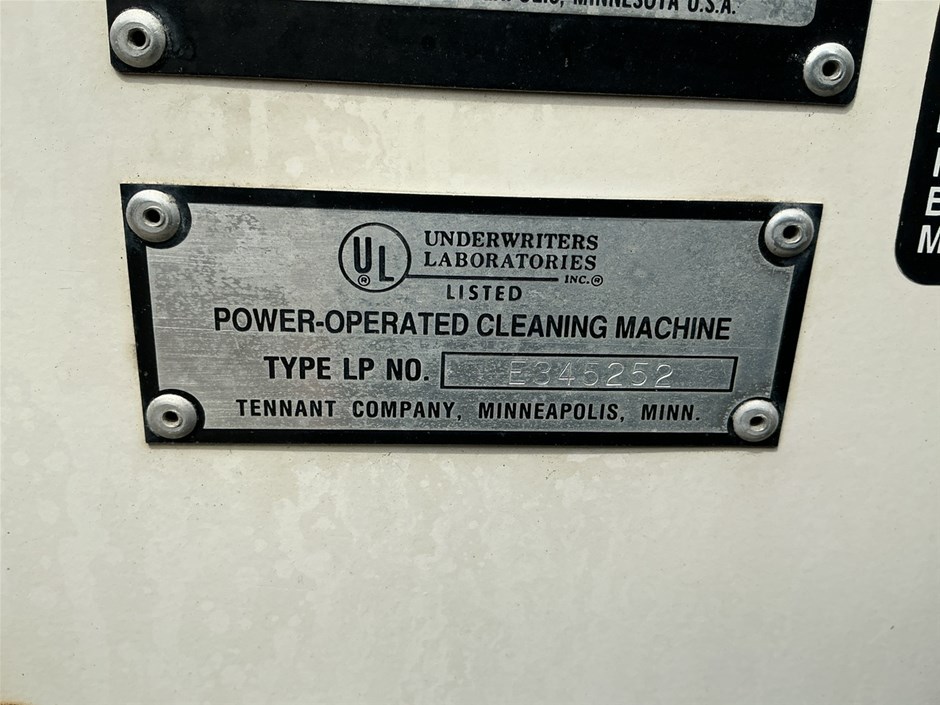 MINNESOTA U.S.A.
UL®
UNDERWRITERS
LABORATORIES
INC.®
LISTED
POWER-OPERATED CLEANING MACHINE
TYPE LP NO. E345252
TENNANT COMPANY, MINNEAPOLIS, MINN.